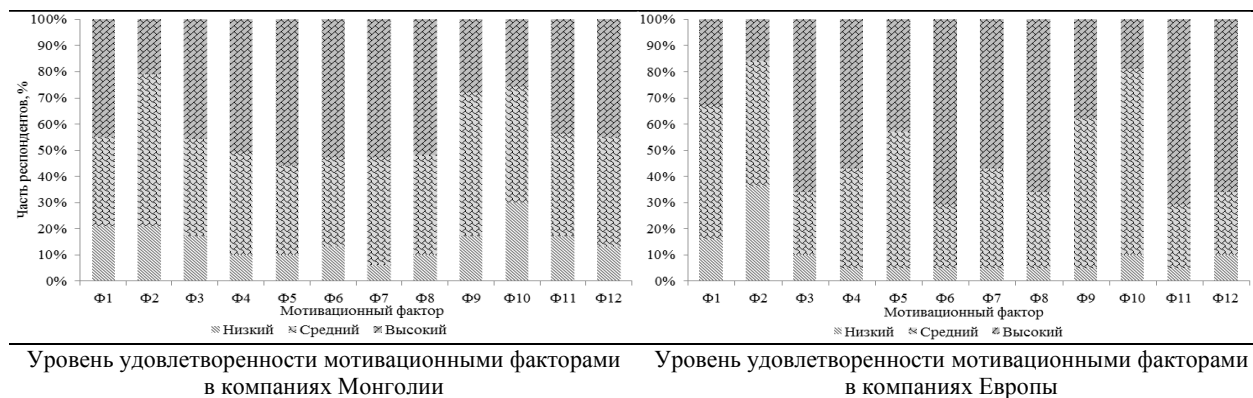 Часть респондентов, %
100%
90%
80%
70%
60%
50%
40%
30%
20%
10%
0%
Ф1 Ф2 Ф3 Ф4 Ф5 Ф6 Ф7 Ф8 Ф9 Ф10 Ф11 Ф12
Мотивационный фактор
Низкий Средний Высокий
Уровень удовлетворенности мотивационными факторами
в компаниях Монголии
100%
90%
80%
70%
60%
50%
40%
30%
20%
10%
0%
Ф1 Ф2 Ф3 Ф4 Ф5 Ф6 Ф7 Ф8 Ф9 Ф10 Ф11 Ф12
Мотивационный фактор
Низкий Средний Высокий
Уровень удовлетворенности мотивационными факторами
в компаниях Европы